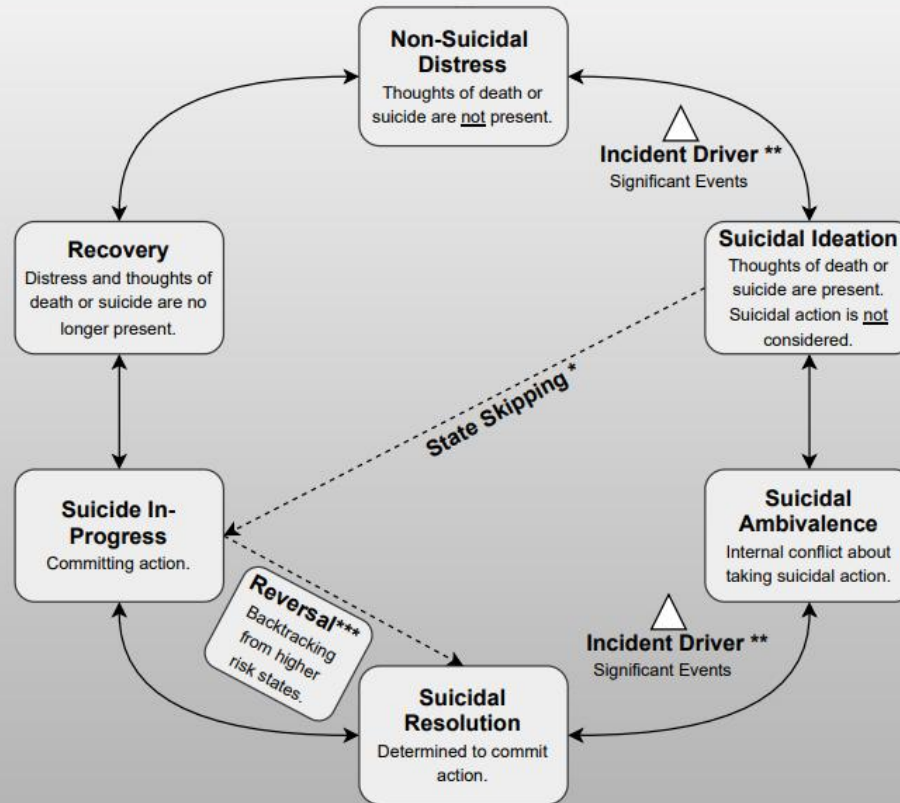 Non-Suicidal
Distress
Thoughts of death or
suicide are not present.
Incident Driver **
Significant Events
Recovery
Distress and thoughts of
death or suicide are no
longer present.
Suicidal Ideation
Thoughts of death or
suicide are present.
Suicidal action is not
considered.
State Skipping *
Suicide In-
Progress
Committing action.
Suicidal
Ambivalence
Internal conflict about
taking suicidal action.
Reversal***
Backtracking
from higher
risk states.
Incident Driver **
Significant Events
Suicidal
Resolution
Determined to commit
action.